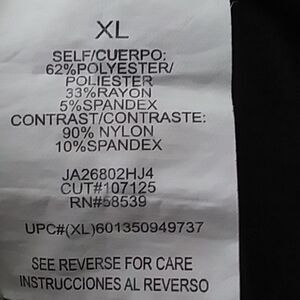 XL
SELF/CUERPO:
62%POLYESTER/
POLIESTER
33%RAYON
5%SPANDEX
CONTRAST/CONTRASTE:
90% NYLON
10%SPANDEX
JA26802HJ4
CUT#107125
RN#58539
UPC#(XL)601350949737
SEE REVERSE FOR CARE
INSTRUCCIONES AL REVERSO